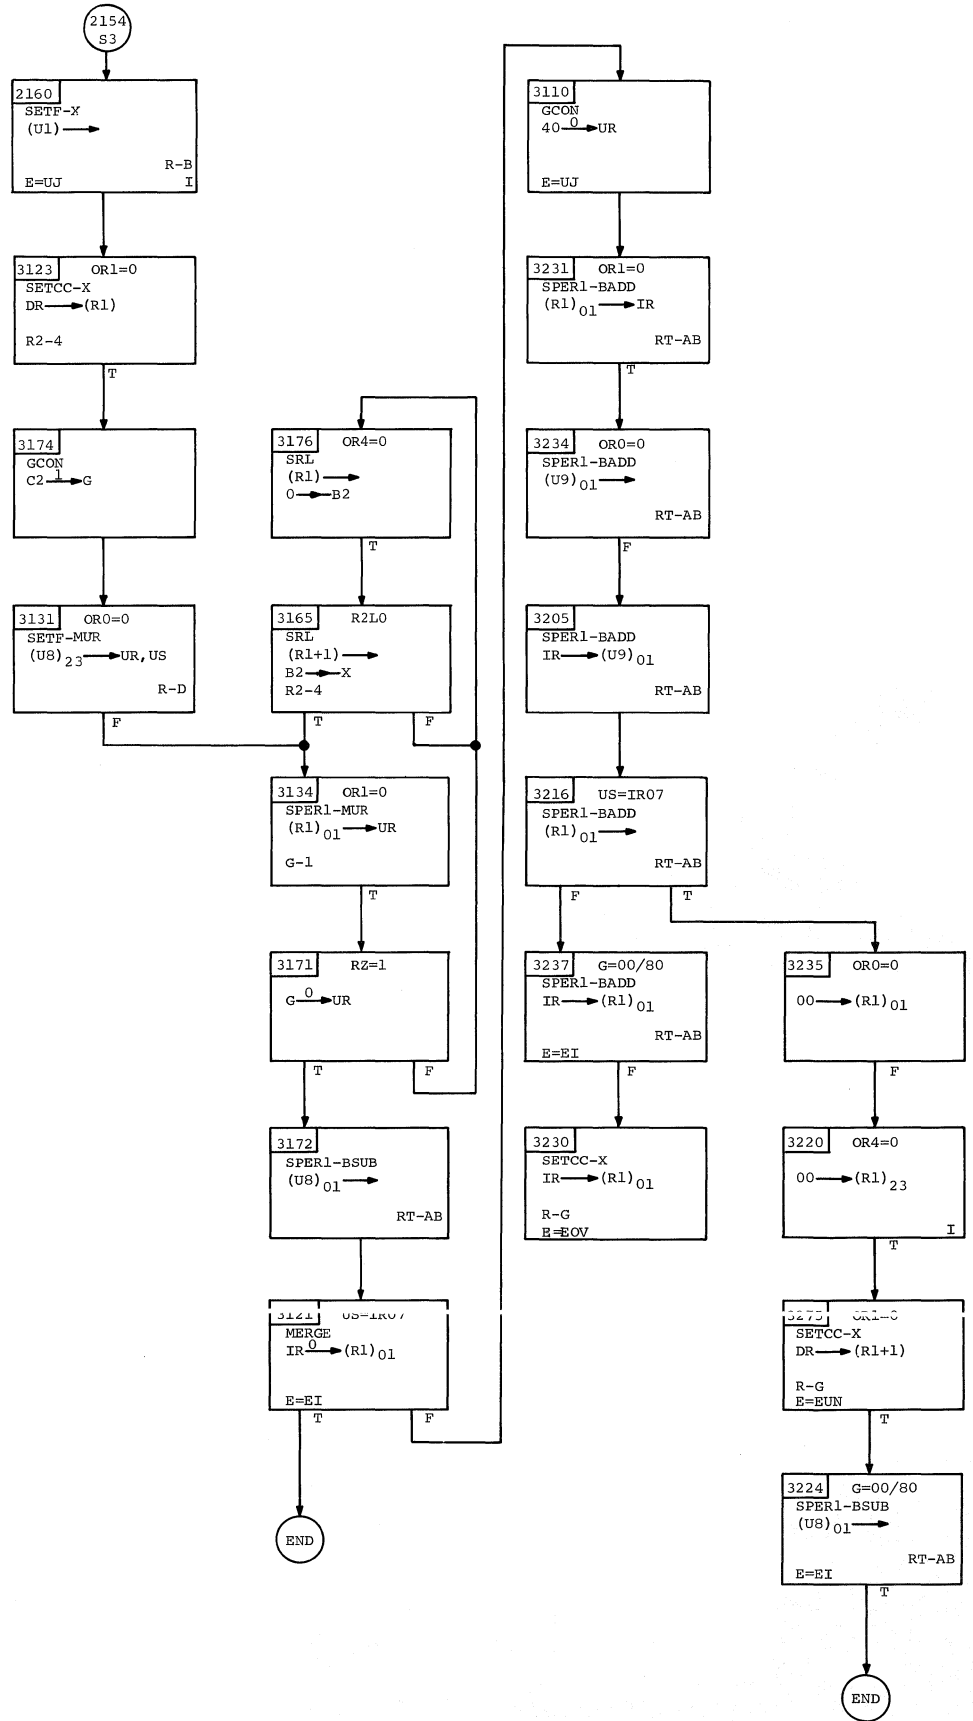 2154
S3
2160
SETF-X
(U1)
R-B
E=UJ I
3123 OR1=0
SETCC-X
DR (R1)
R2-4
T
3174
GCON
1
C2 G
3131 OR0=0
SETF-MUR
(U8)23 UR,US
R-D
F
3176 OR4=0
SRL
(R1)
0 B2
T
3165 R2L0
SRL
(R1+1)
B2 X
R2-4
T F
3134 OR1=0
SPER1-MUR
(R1)01 UR
G-1
T
3171 RZ=1
0
G UR
T F
3172
SPER1-BSUB
(U8)01
RT-AB
3121 US=IR07
MERGE
0
IR (R1)01
E=EI
T F
END
3110
GCON
0
40 UR
E=UJ
3231 OR1=0
SPER1-BADD
(R1)01 IR
RT-AB
T
3234 OR0=0
SPER1-BADD
(U9)01
RT-AB
F
3205
SPER1-BADD
IR (U9)01
RT-AB
3216 US=IR07
SPER1-BADD
(R1)01
RT-AB
F T
3237 G=00/80
SPER1-BADD
IR (R1)01
RT-AB
E=EI
F
3230
SETCC-X
IR (R1)01
R-G
E=EOV
3235 OR0=0
00 (R1)01
F
3220 OR4=0
00 (R1)23
I
T
3275 OR1=0
SETCC-X
DR (R1+1)
R-G
E=EUN
T
3224 G=00/80
SPER1-BSUB
(U8)01
RT-AB
E=EI
T
END